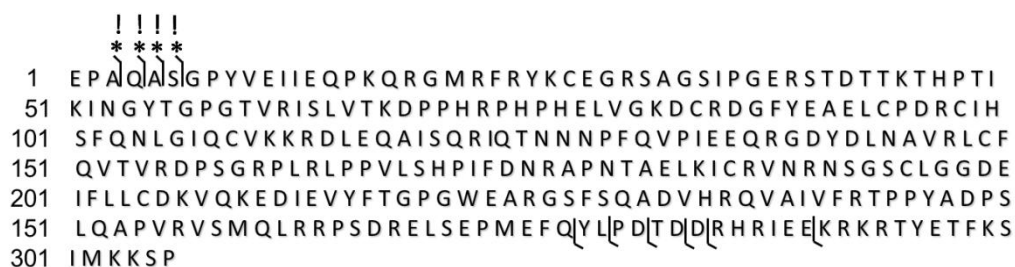 ! ! ! !
* * * *
1 E P A Q A S G P Y V E I I E Q P K Q R G M R F R Y K C E G R S A G S I P G E R S T D T T K T H P T I
51 K I N G Y T G P G T V R I S L V T K D P P H R P H P H E L V G K D C R D G F Y E A E L C P D R C I H
101 S F Q N L G I Q C V K K R D L E Q A I S Q R I Q T N N N P F Q V P I E E Q R G D Y D L N A V R L C F
151 Q V T V R D P S G R P L R L P P V L S H P I F D N R A P N T A E L K I C R V N R N S G S C L G G D E
201 I F L L C D K V Q K E D I E V Y F T G P G W E A R G S F S Q A D V H R Q V A I V F R T P P Y A D P S
151 L Q A P V R V S M Q L R R P S D R E L S E P M E F Q Y L P D T D D R H R I E E K R K R T Y E T F K S
301 I M K K S P